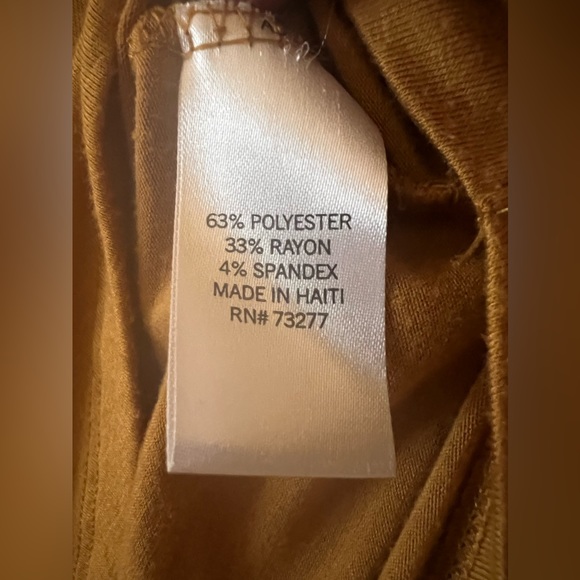 63% POLYESTER
33% RAYON
4% SPANDEX
MADE IN HAITI
RN# 73277